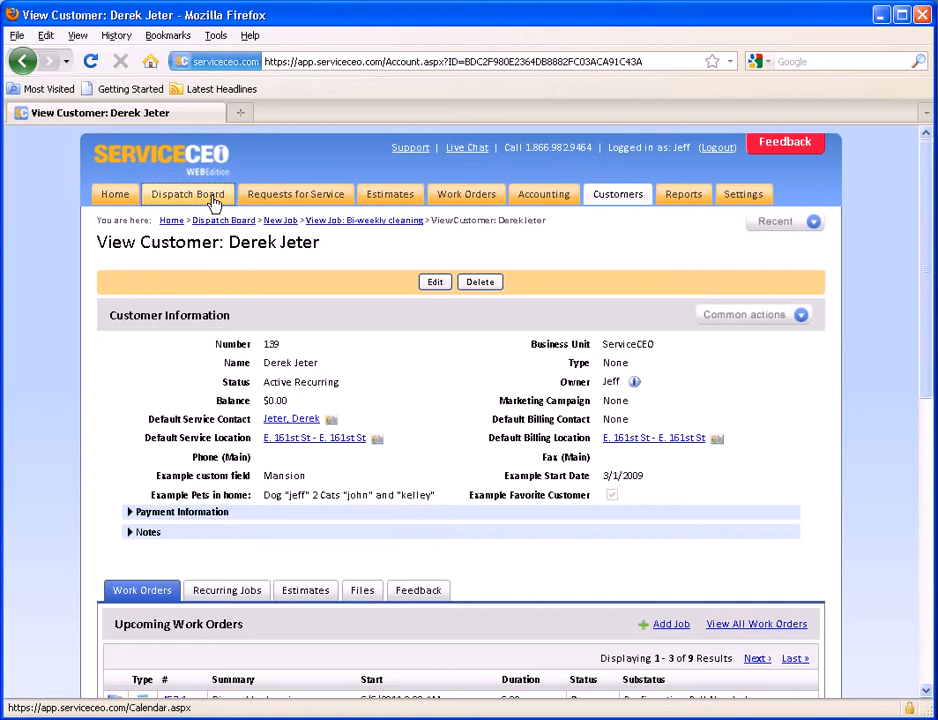 View Customer: Derek Jeter - Mozilla Firefox
File Edit View History Bookmarks Tools Help
serviceceo.com https://app.serviceceo.com/Account.aspx?ID=BDC2F980E2364DB8882FC03ACA91C43A Google
Most Visited Getting Started Latest Headlines
View Customer: Derek Jeter
SERVICECEO
WEBEdition
Support | Live Chat | Call 1.866.982.9464 | Logged in as: Jeff (Logout)
Feedback
Home Dispatch Board Requests for Service Estimates Work Orders Accounting Customers Reports Settings
You are here: Home > Dispatch Board > New Job > View Job: Bi-weekly cleaning > View Customer: Derek Jeter
Recent
View Customer: Derek Jeter
Edit Delete
Customer Information
Common actions
Number 139 Business Unit ServiceCEO
Name Derek Jeter Type None
Status Active Recurring Owner Jeff
Balance $0.00 Marketing Campaign None
Default Service Contact Jeter, Derek Default Billing Contact None
Default Service Location E. 161st St - E. 161st St Default Billing Location E. 161st St - E. 161st St
Phone (Main) Fax (Main)
Example custom field Mansion Example Start Date 3/1/2009
Example Pets in home: Dog "jeff" 2 Cats "john" and "kelley" Example Favorite Customer
Payment Information
Notes
Work Orders Recurring Jobs Estimates Files Feedback
Upcoming Work Orders Add Job View All Work Orders
Displaying 1 - 3 of 9 Results Next › Last »
Type # Summary Start Duration Status Substatus
https://app.serviceceo.com/Calendar.aspx